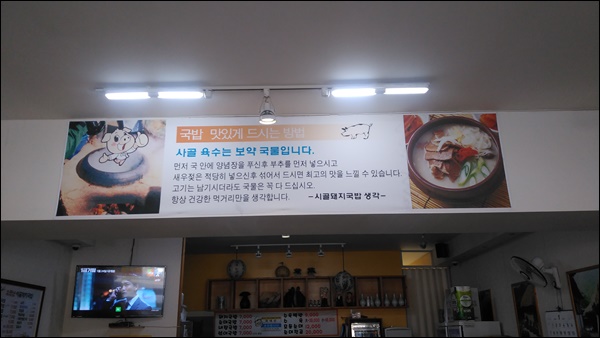 국밥 맛있게 드시는 방법
사골 육수는 보약 국물입니다.
먼저 국 안에 양념장을 푸신후 부추를 먼저 넣으시고
새우젖은 적당히 넣으신후 섞어서 드시면 최고의 맛을 느낄 수 있습니다.
고기는 남기시더라도 국물은 꼭 다 드십시오.
항상 건강한 먹거리만을 생각합니다. -시골돼지국밥 생각-